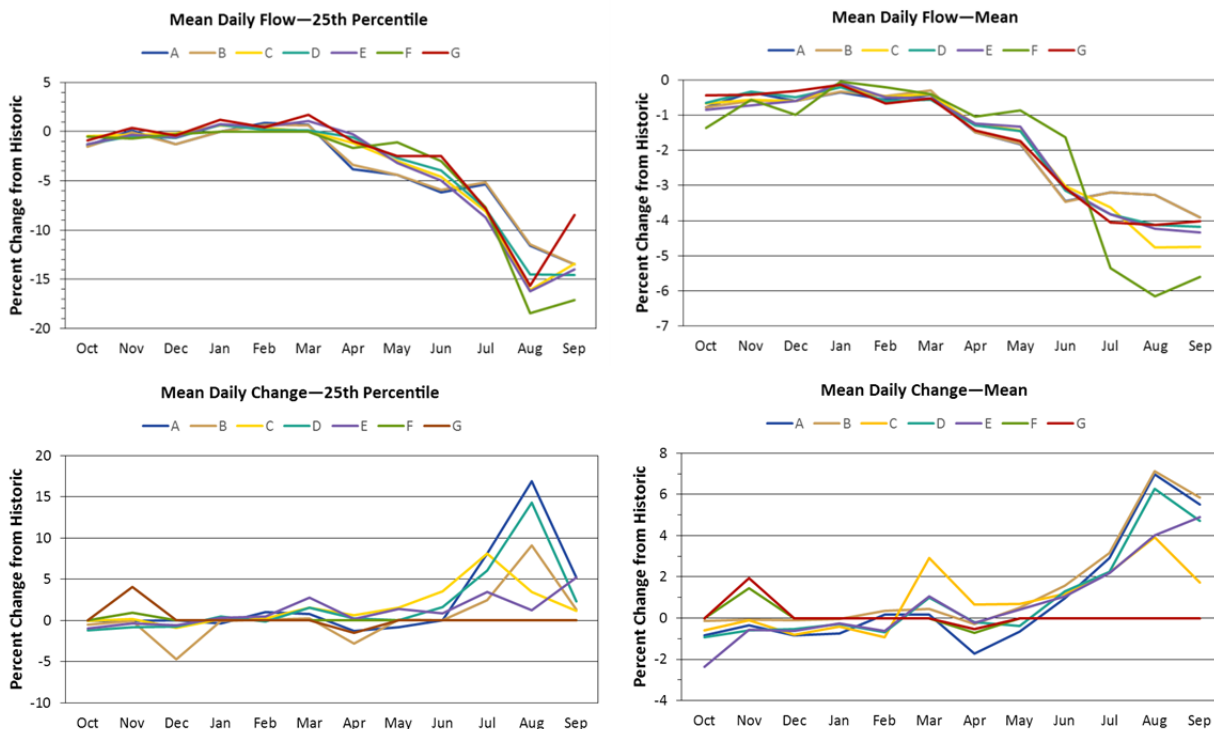 Mean Daily Flow—25th Percentile
A B C D E F G
Percent Change from Historic
5
0
-5
-10
-15
-20
Oct Nov Dec Jan Feb Mar Apr May Jun Jul Aug Sep
Mean Daily Flow—Mean
A B C D E F G
Percent Change from Historic
0
-1
-2
-3
-4
-5
-6
-7
Oct Nov Dec Jan Feb Mar Apr May Jun Jul Aug Sep
Mean Daily Change—25th Percentile
A B C D E F G
Percent Change from Historic
20
15
10
5
0
-5
-10
Oct Nov Dec Jan Feb Mar Apr May Jun Jul Aug Sep
Mean Daily Change—Mean
A B C D E F G
Percent Change from Historic
8
6
4
2
0
-2
-4
Oct Nov Dec Jan Feb Mar Apr May Jun Jul Aug Sep